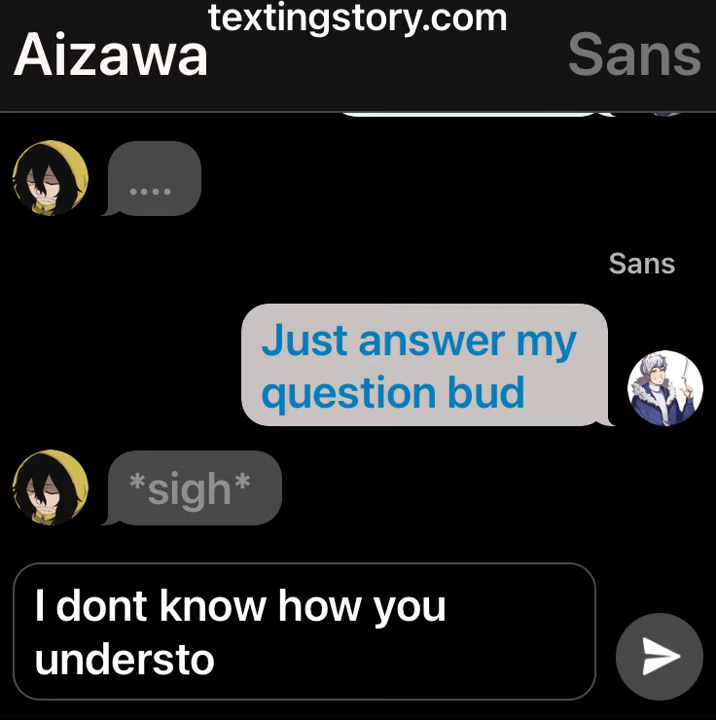 textingstory.com
Aizawa Sans
....
Sans
Just answer my
question bud
*sigh*
I dont know how you
understo